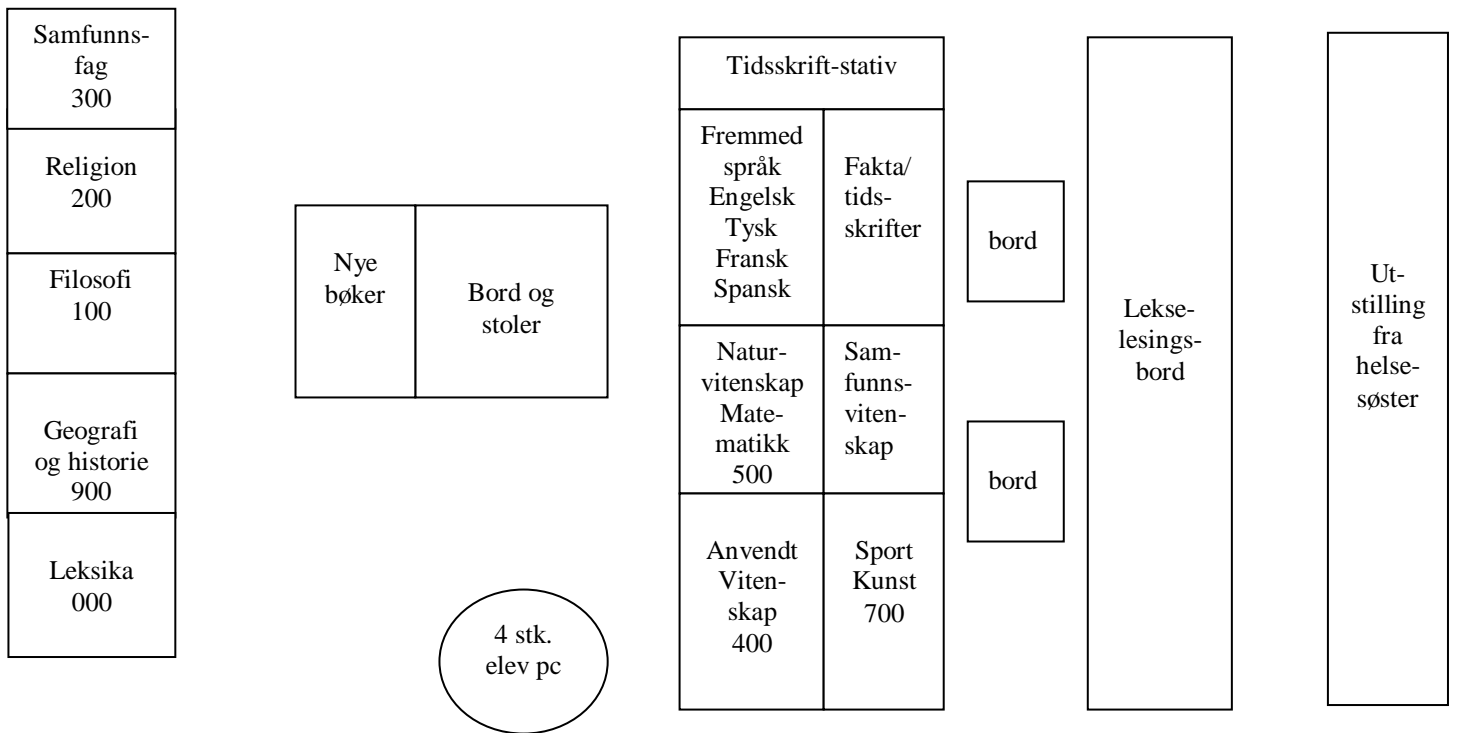 Samfunns-
fag
300
Religion
200
Filosofi
100
Geografi
og historie
900
Leksika
000
Nye
bøker
Bord og
stoler
4 stk.
elev pc
Tidsskrift-stativ
Fremmed
språk
Engelsk
Tysk
Fransk
Spansk
Fakta/
tids-
skrifter
Natur-
vitenskap
Mate-
matikk
500
Sam-
funns-
viten-
skap
Anvendt
Viten-
skap
400
Sport
Kunst
700
bord
bord
Lekse-
lesings-
bord
Ut-
stilling
fra
helse-
søster